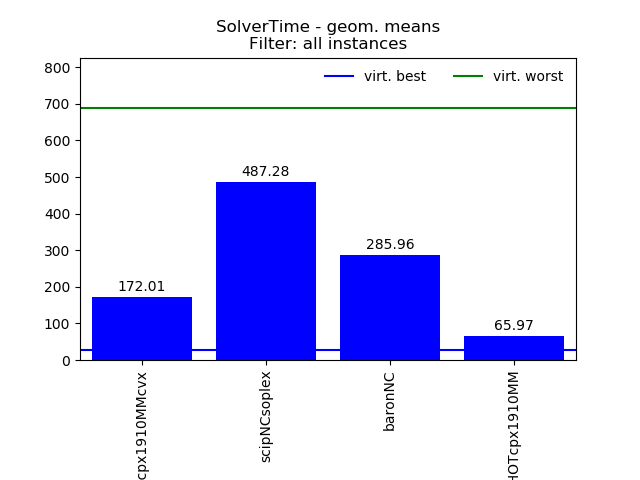 SolverTime - geom. means
Filter: all instances
virt. best
virt. worst
800
700
600
500
400
300
200
100
0
172.01
487.28
285.96
65.97
cpx1910MMcvx
scipNCsoplex
baronNC